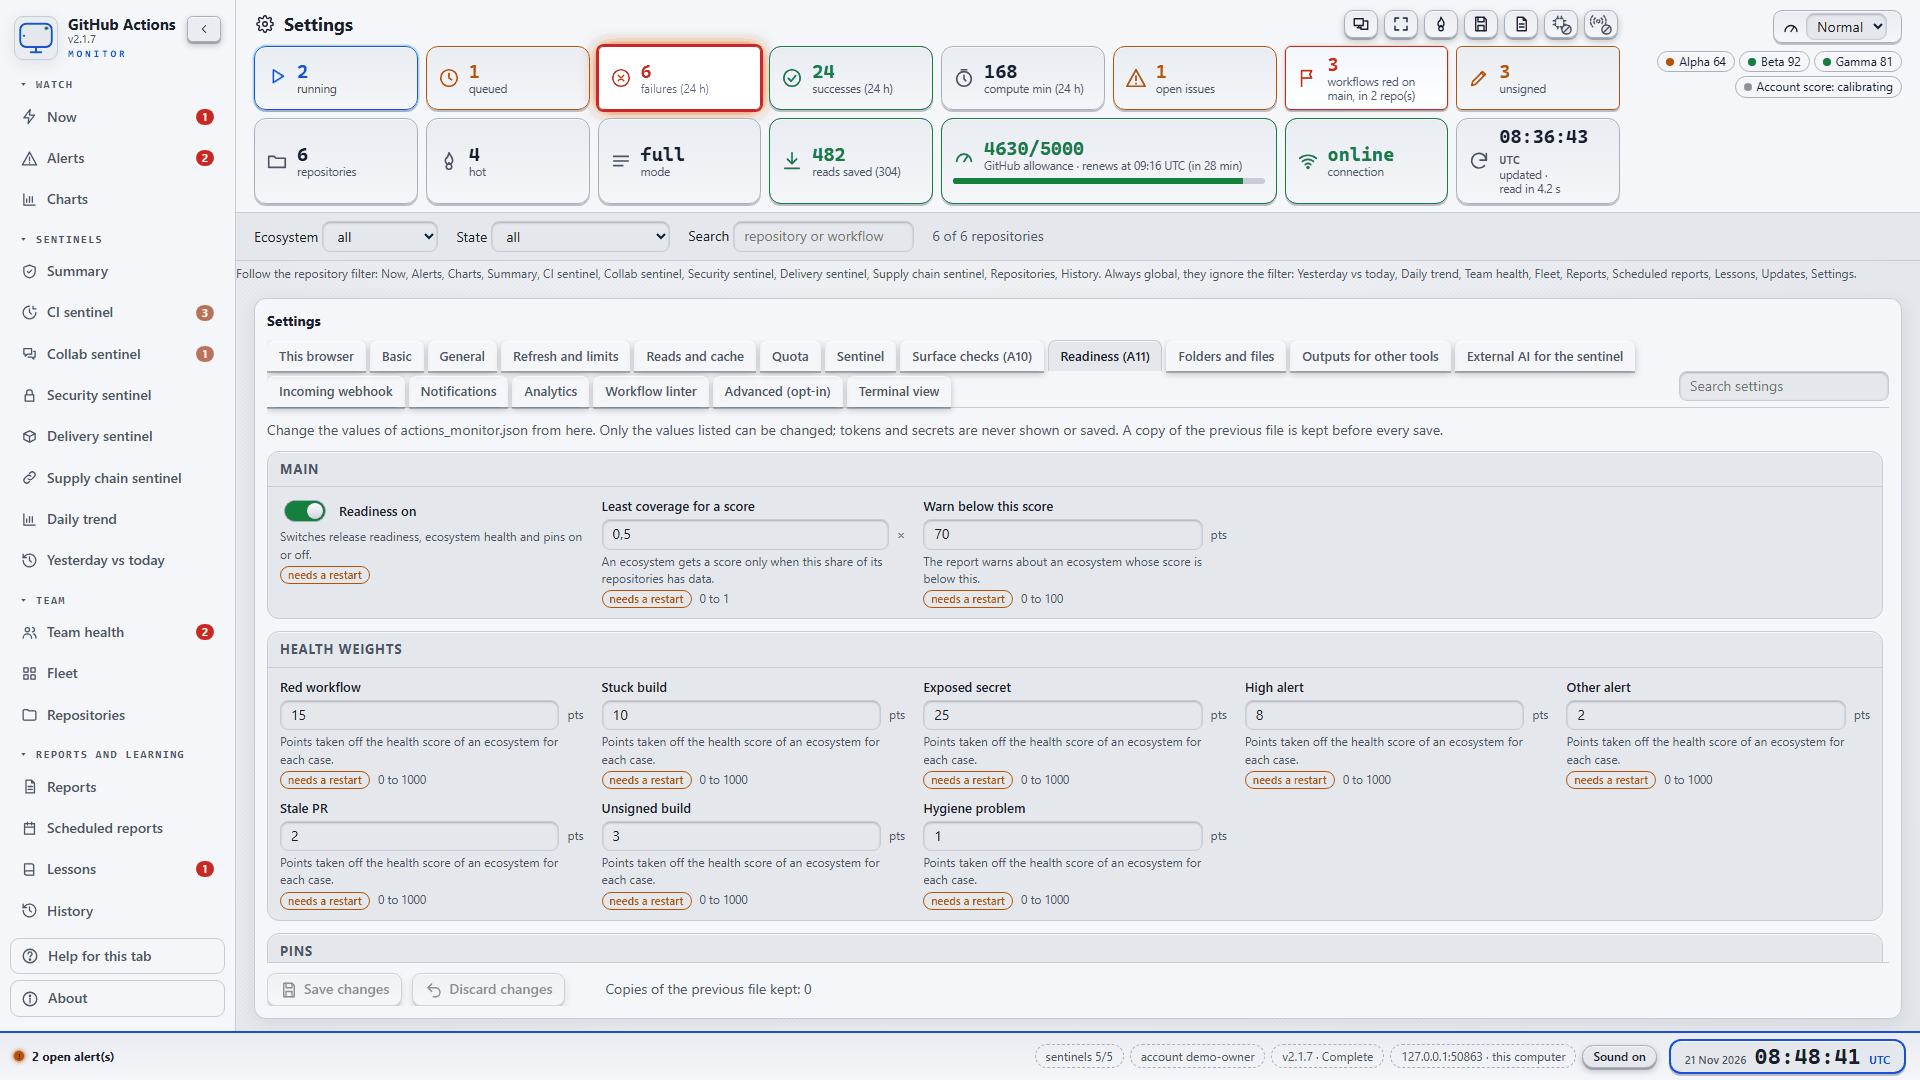 GitHub Actions
v2.1.7
MONITOR
WATCH
Now 1
Alerts 2
Charts
SENTINELS
Summary
CI sentinel 3
Collab sentinel 1
Security sentinel
Delivery sentinel
Supply chain sentinel
Daily trend
Yesterday vs today
TEAM
Team health 2
Fleet
Repositories
REPORTS AND LEARNING
Reports
Scheduled reports
Lessons 1
History
Help for this tab
About
Settings
Normal
Alpha 64 Beta 92 Gamma 81
Account score: calibrating
2
running
1
queued
6
failures (24 h)
24
successes (24 h)
168
compute min (24 h)
1
open issues
3
workflows red on
main, in 2 repo(s)
3
unsigned
6
repositories
4
hot
full
mode
482
reads saved (304)
4630/5000
GitHub allowance · renews at 09:16 UTC (in 28 min)
online
connection
08:36:43
UTC
updated ·
read in 4.2 s
Ecosystem all State all Search repository or workflow 6 of 6 repositories
Follow the repository filter: Now, Alerts, Charts, Summary, CI sentinel, Collab sentinel, Security sentinel, Delivery sentinel, Supply chain sentinel, Repositories, History. Always global, they ignore the filter: Yesterday vs today, Daily trend, Team health, Fleet, Reports, Scheduled reports, Lessons, Updates, Settings.
Settings
This browser Basic General Refresh and limits Reads and cache Quota Sentinel Surface checks (A10) Readiness (A11) Folders and files Outputs for other tools External AI for the sentinel
Incoming webhook Notifications Analytics Workflow linter Advanced (opt-in) Terminal view
Search settings
Change the values of actions_monitor.json from here. Only the values listed can be changed; tokens and secrets are never shown or saved. A copy of the previous file is kept before every save.
MAIN
Readiness on
Switches release readiness, ecosystem health and pins on
or off.
needs a restart
Least coverage for a score
0,5 ×
An ecosystem gets a score only when this share of its
repositories has data.
needs a restart 0 to 1
Warn below this score
70 pts
The report warns about an ecosystem whose score is
below this.
needs a restart 0 to 100
HEALTH WEIGHTS
Red workflow
15 pts
Points taken off the health score of an ecosystem for
each case.
needs a restart 0 to 1000
Stuck build
10 pts
Points taken off the health score of an ecosystem for
each case.
needs a restart 0 to 1000
Exposed secret
25 pts
Points taken off the health score of an ecosystem for
each case.
needs a restart 0 to 1000
High alert
8 pts
Points taken off the health score of an ecosystem for
each case.
needs a restart 0 to 1000
Other alert
2 pts
Points taken off the health score of an ecosystem for
each case.
needs a restart 0 to 1000
Stale PR
2 pts
Points taken off the health score of an ecosystem for
each case.
needs a restart 0 to 1000
Unsigned build
3 pts
Points taken off the health score of an ecosystem for
each case.
needs a restart 0 to 1000
Hygiene problem
1 pts
Points taken off the health score of an ecosystem for
each case.
needs a restart 0 to 1000
PINS
Save changes Discard changes Copies of the previous file kept: 0
2 open alert(s)
sentinels 5/5 account demo-owner v2.1.7 · Complete 127.0.0.1:50863 · this computer Sound on 21 Nov 2026 08:48:41 UTC